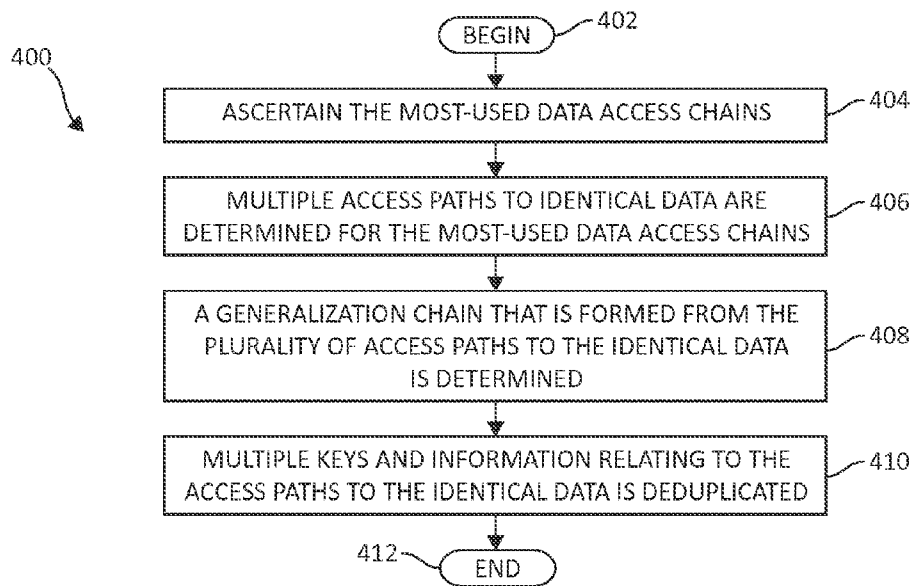 BEGIN
402
400
ASCERTAIN THE MOST-USED DATA ACCESS CHAINS
404
MULTIPLE ACCESS PATHS TO IDENTICAL DATA ARE
DETERMINED FOR THE MOST-USED DATA ACCESS CHAINS
406
A GENERALIZATION CHAIN THAT IS FORMED FROM THE
PLURALITY OF ACCESS PATHS TO THE IDENTICAL DATA
IS DETERMINED
408
MULTIPLE KEYS AND INFORMATION RELATING TO THE
ACCESS PATHS TO THE IDENTICAL DATA IS DEDUPLICATED
410
412
END